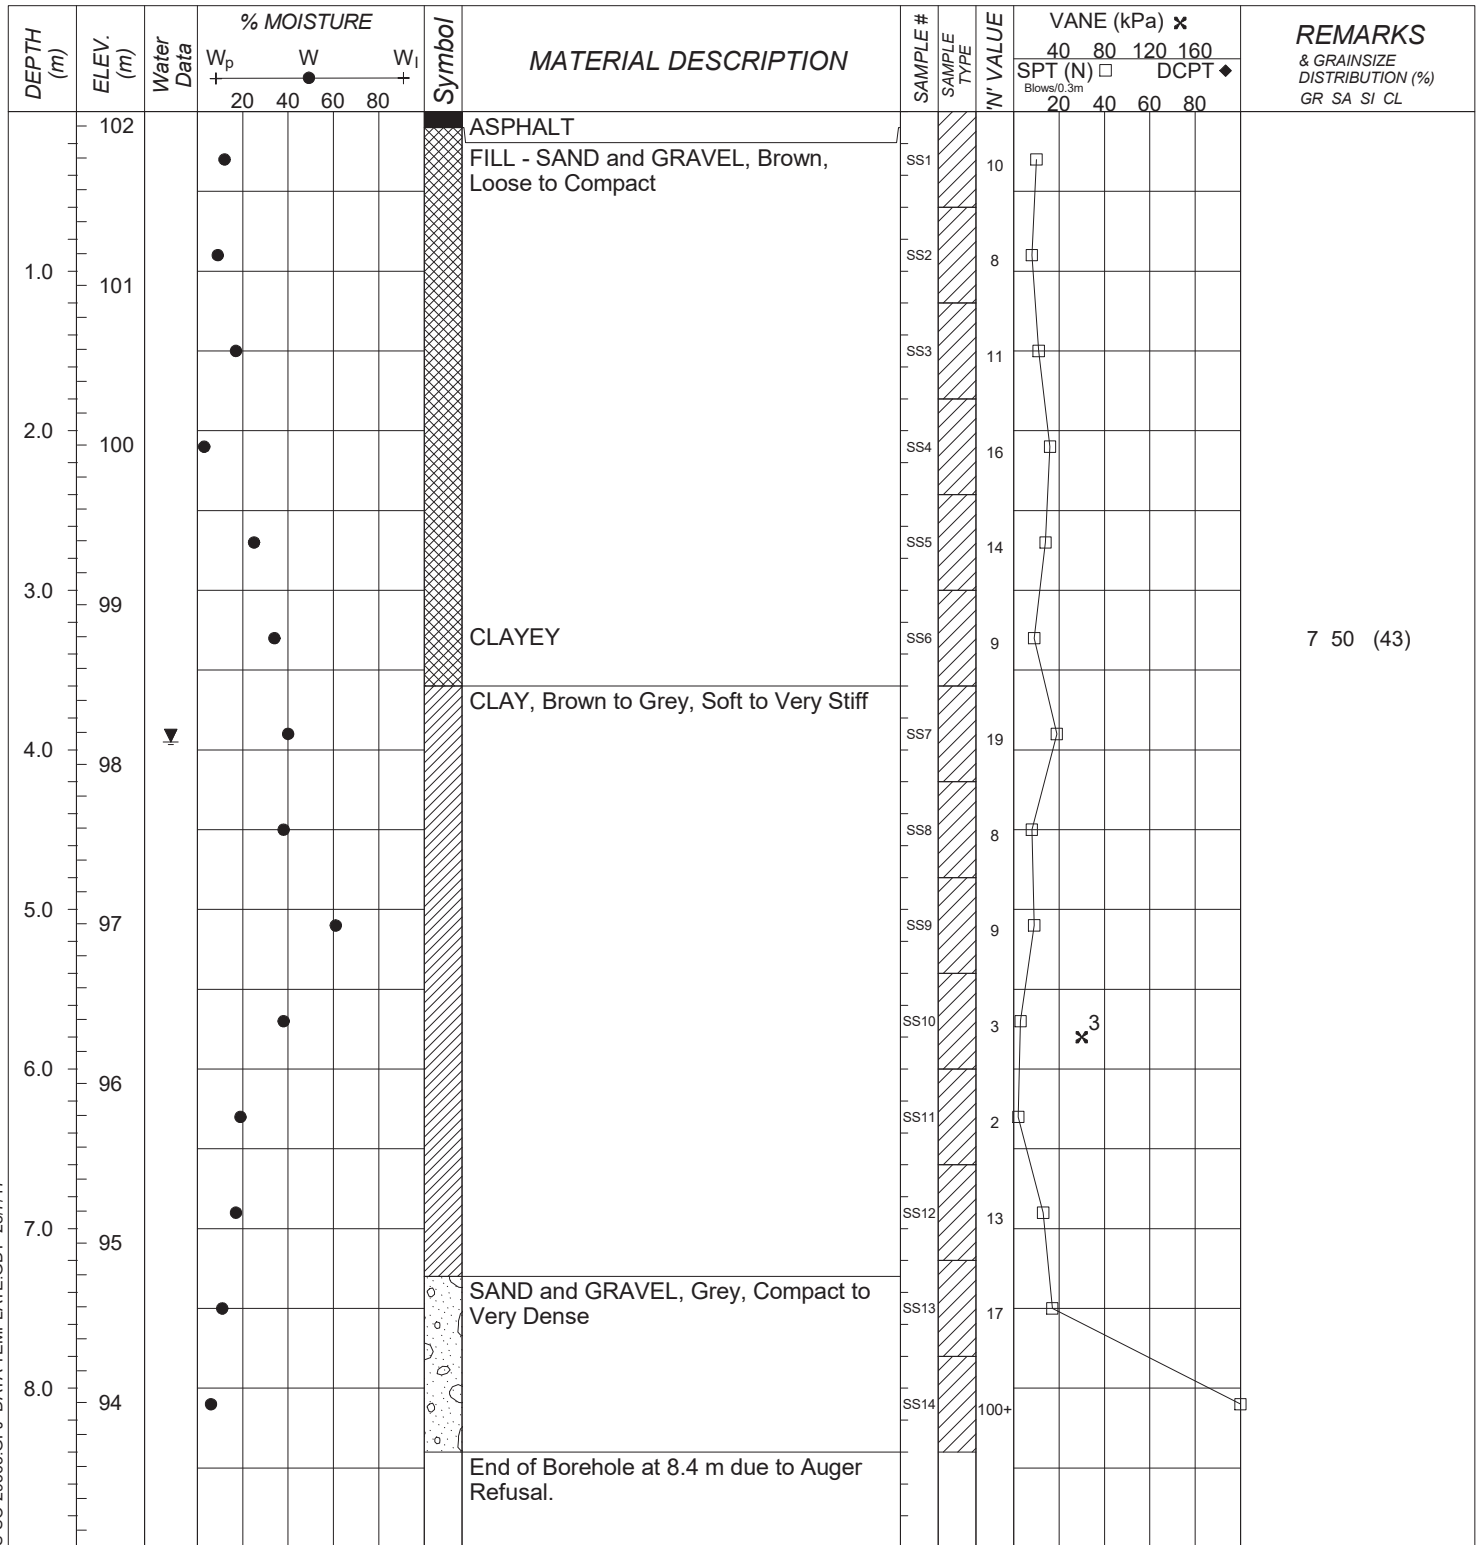 DEPTH (m)
ELEV. (m)
Water Data
% MOISTURE
Wp W Wl
20 40 60 80
Symbol
MATERIAL DESCRIPTION
SAMPLE #
SAMPLE TYPE
'N' VALUE
VANE (kPa)
40 80 120 160
SPT (N) DCPT
Blows/0.3m
20 40 60 80
REMARKS
& GRAINSIZE
DISTRIBUTION (%)
GR SA SI CL
102
ASPHALT
FILL - SAND and GRAVEL, Brown,
Loose to Compact
SS1 10
SS2 8
1.0
101
SS3 11
2.0
100
SS4 16
SS5 14
3.0
99
CLAYEY
SS6 9
7 50 (43)
CLAY, Brown to Grey, Soft to Very Stiff
SS7 19
4.0
98
SS8 8
5.0
97
SS9 9
SS10 3
3
6.0
96
SS11 2
SS12 13
7.0
95
SAND and GRAVEL, Grey, Compact to
Very Dense
SS13 17
8.0
94
SS14 100+
End of Borehole at 8.4 m due to Auger
Refusal.